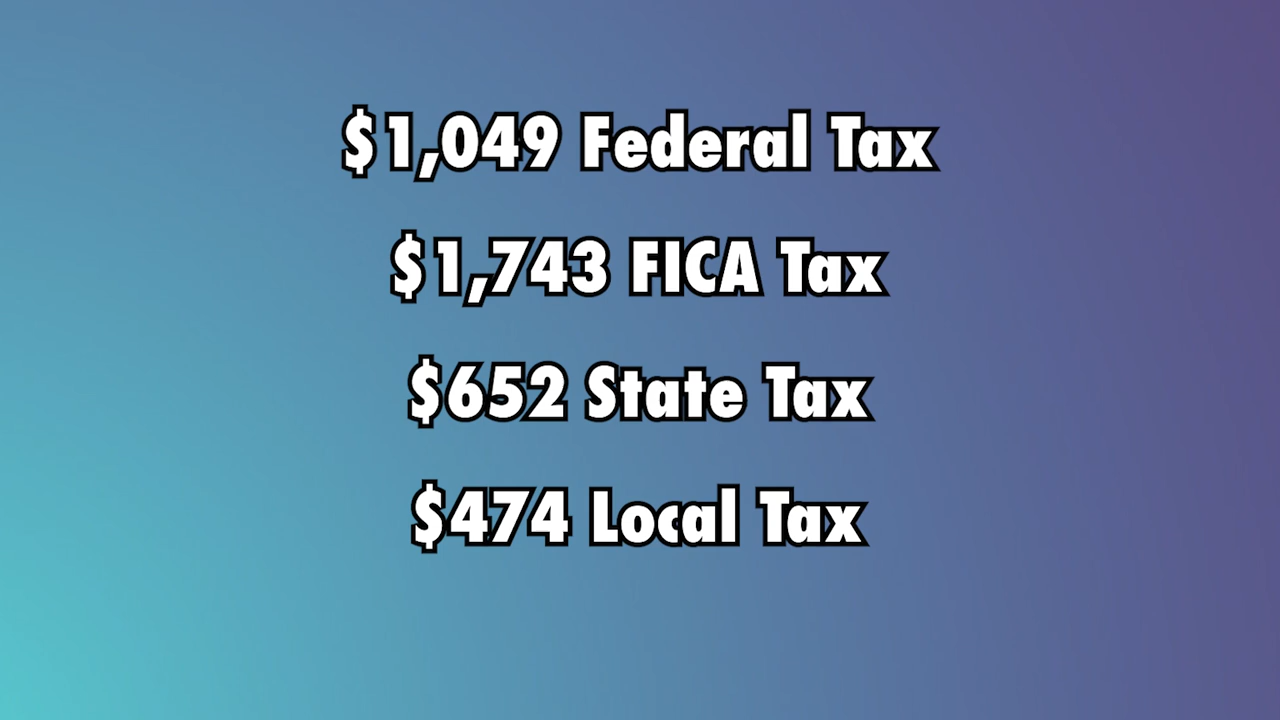 $1,049 Federal Tax
$1,743 FICA Tax
$652 State Tax
$474 Local Tax